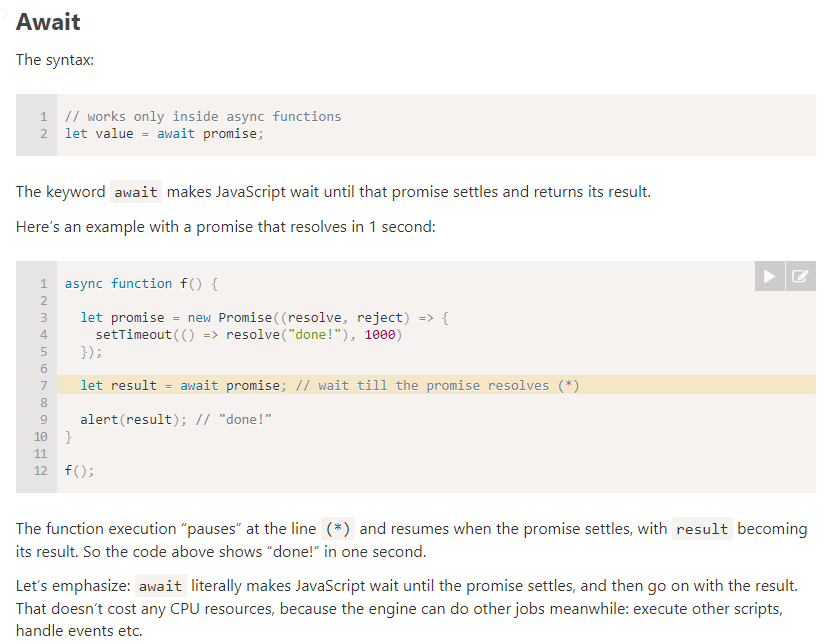 Await
The syntax:
1 // works only inside async functions
2 let value = await promise;
The keyword await makes JavaScript wait until that promise settles and returns its result.
Here’s an example with a promise that resolves in 1 second:
1 async function f() {
2
3 let promise = new Promise((resolve, reject) => {
4 setTimeout(() => resolve("done!"), 1000)
5 });
6
7 let result = await promise; // wait till the promise resolves (*)
8
9 alert(result); // "done!"
10 }
11
12 f();
The function execution “pauses” at the line (*) and resumes when the promise settles, with result becoming
its result. So the code above shows “done!” in one second.
Let’s emphasize: await literally makes JavaScript wait until the promise settles, and then go on with the result.
That doesn’t cost any CPU resources, because the engine can do other jobs meanwhile: execute other scripts,
handle events etc.